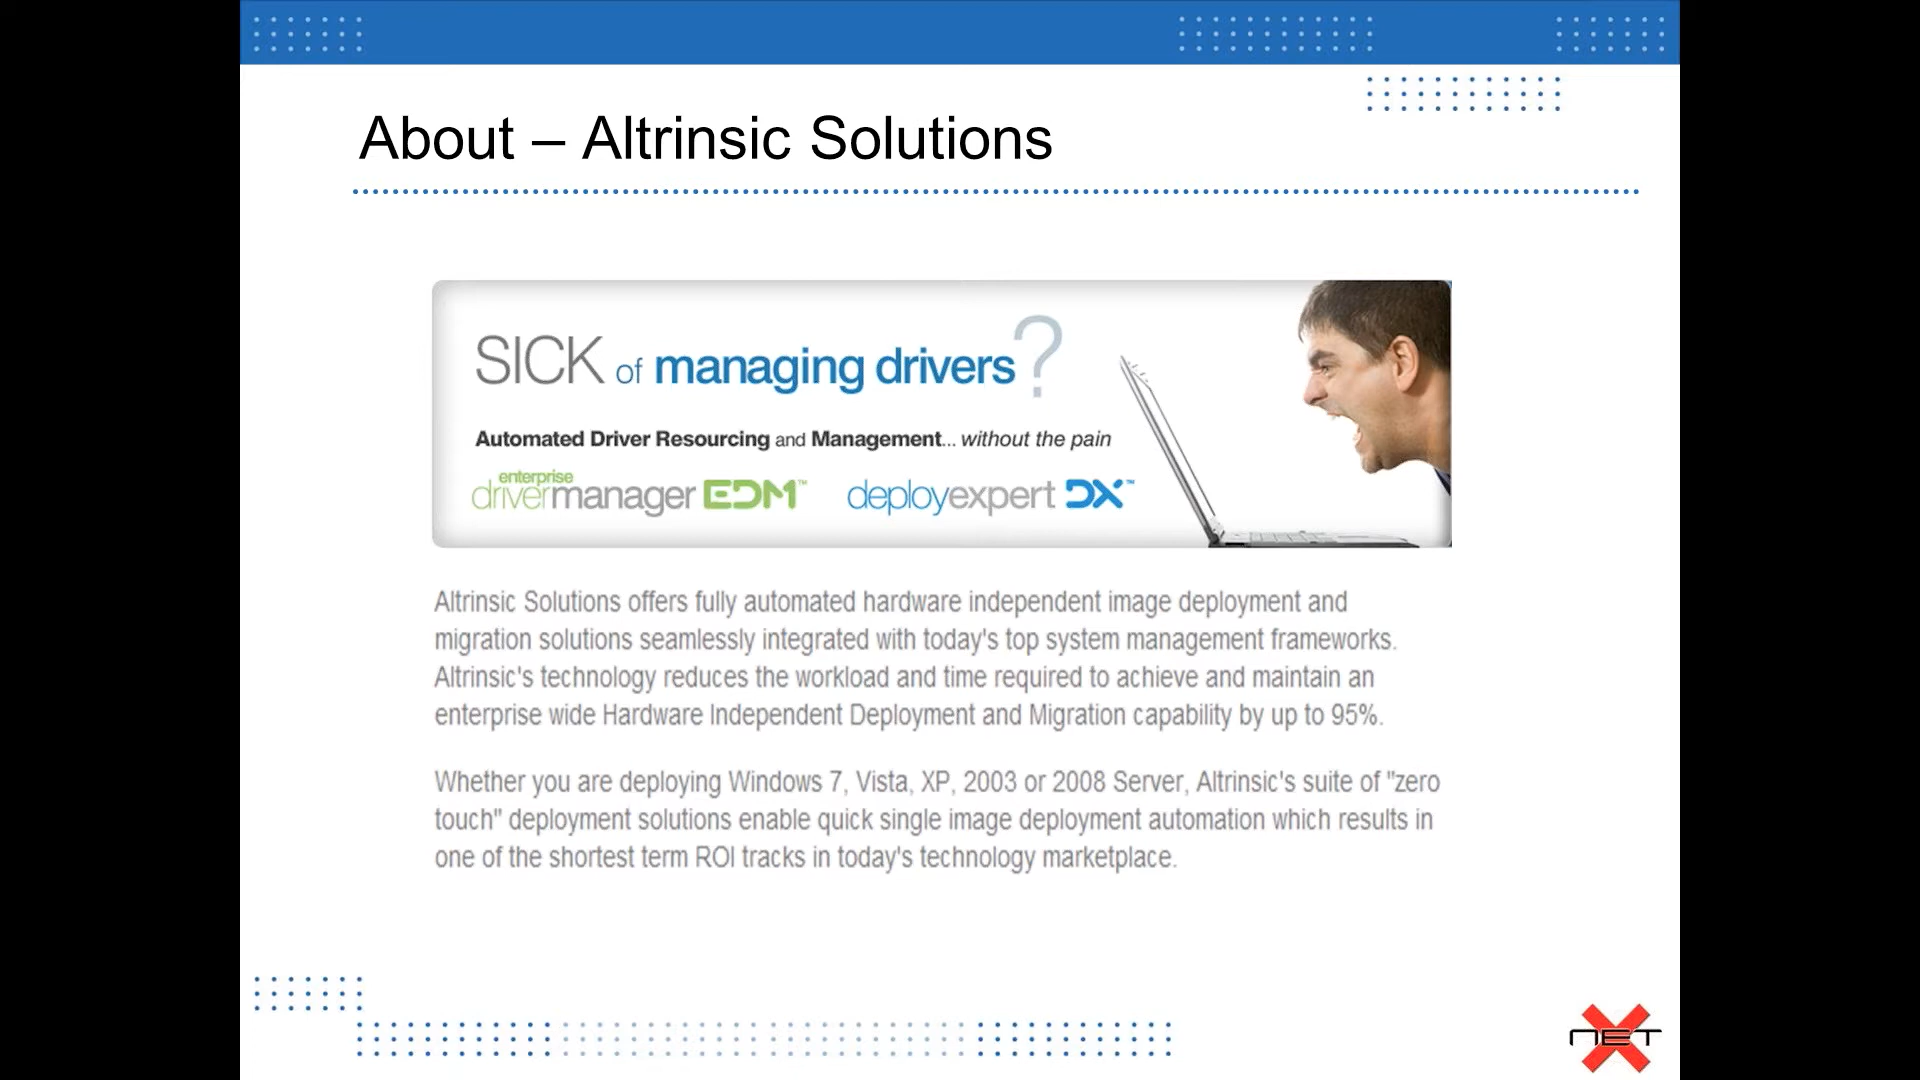 About – Altrinsic Solutions
SICK of managing drivers?
Automated Driver Resourcing and Management... without the pain
enterprise
drivermanager EDM™ deployexpert DX™
Altrinsic Solutions offers fully automated hardware independent image deployment and
migration solutions seamlessly integrated with today's top system management frameworks.
Altrinsic's technology reduces the workload and time required to achieve and maintain an
enterprise wide Hardware Independent Deployment and Migration capability by up to 95%.
Whether you are deploying Windows 7, Vista, XP, 2003 or 2008 Server, Altrinsic's suite of "zero
touch" deployment solutions enable quick single image deployment automation which results in
one of the shortest term ROI tracks in today's technology marketplace.
NET